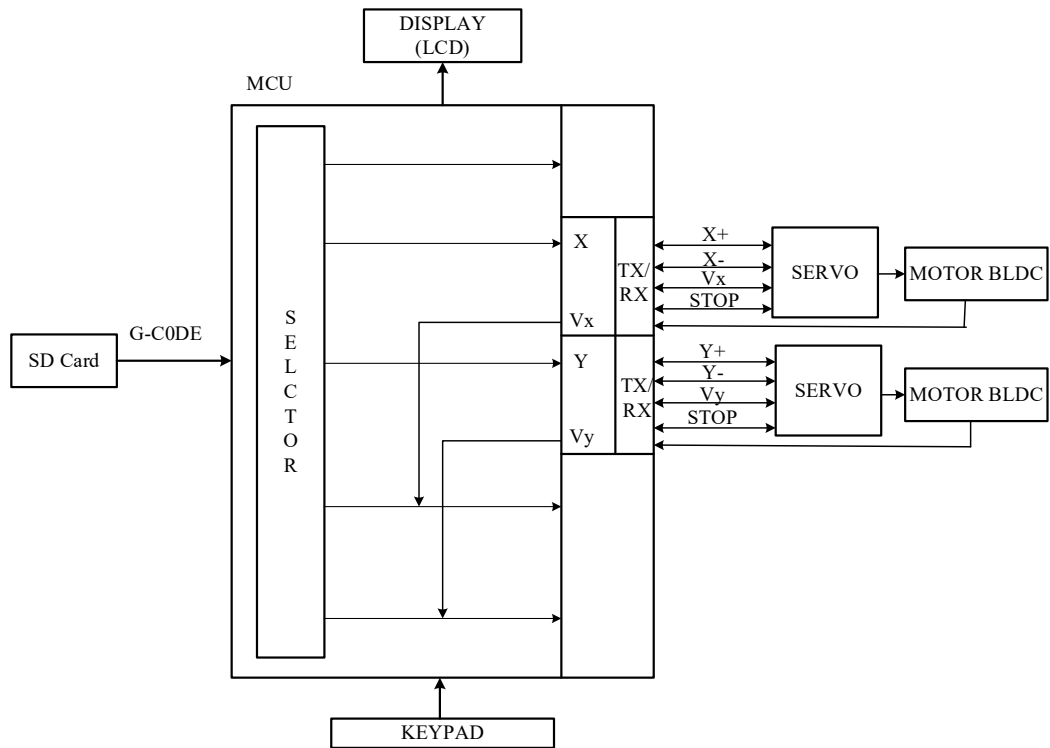 DISPLAY
(LCD)
MCU
X
X+
X-
TX/
RX
Vx
SERVO
MOTOR BLDC
STOP
Vx
G-C0DE
SD Card
S
E
L
C
T
O
R
Y
Y+
Y-
TX/
RX
Vy
SERVO
MOTOR BLDC
STOP
Vy
KEYPAD